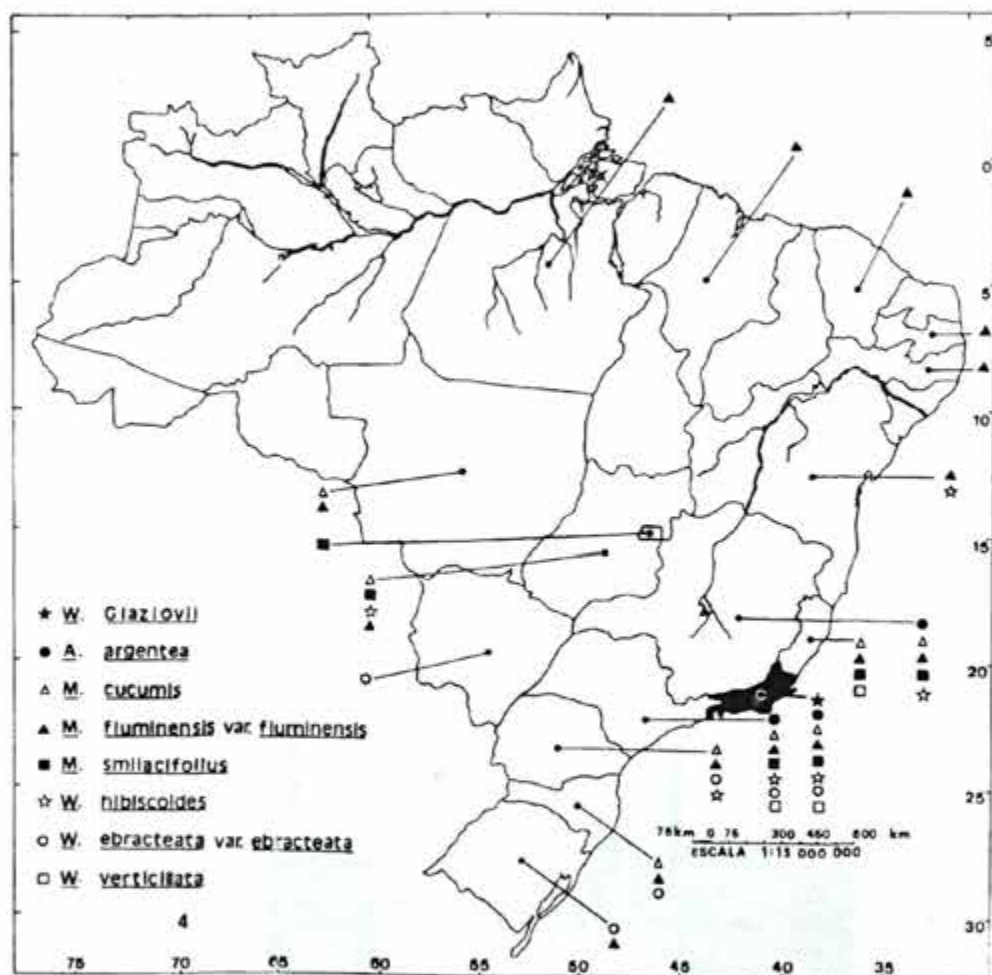 5
0
5
10
15
20
25
30
★ W. Glaziovii
● A. argentea
△ M. cucumis
▲ M. fluminensis var. fluminensis
■ M. smilacifolius
☆ W. hibiscoides
○ W. ebracteata var. ebracteata
□ W. verticillata
75km 0 75 300 450 600 km
ESCALA 1:15 000 000
4
75 70 65 60 55 50 45 40 35